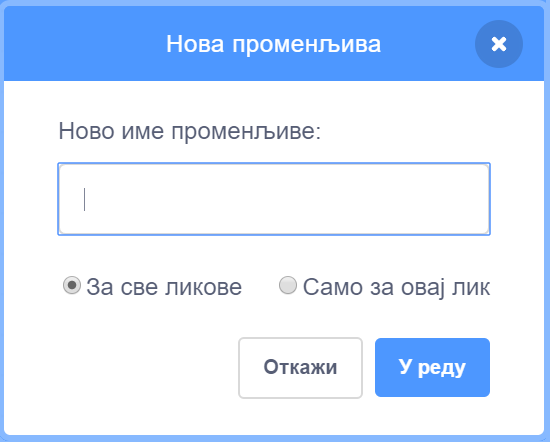 Нова променљива
Ново име променљиве:
За све ликове Само за овај лик
Откажи У реду